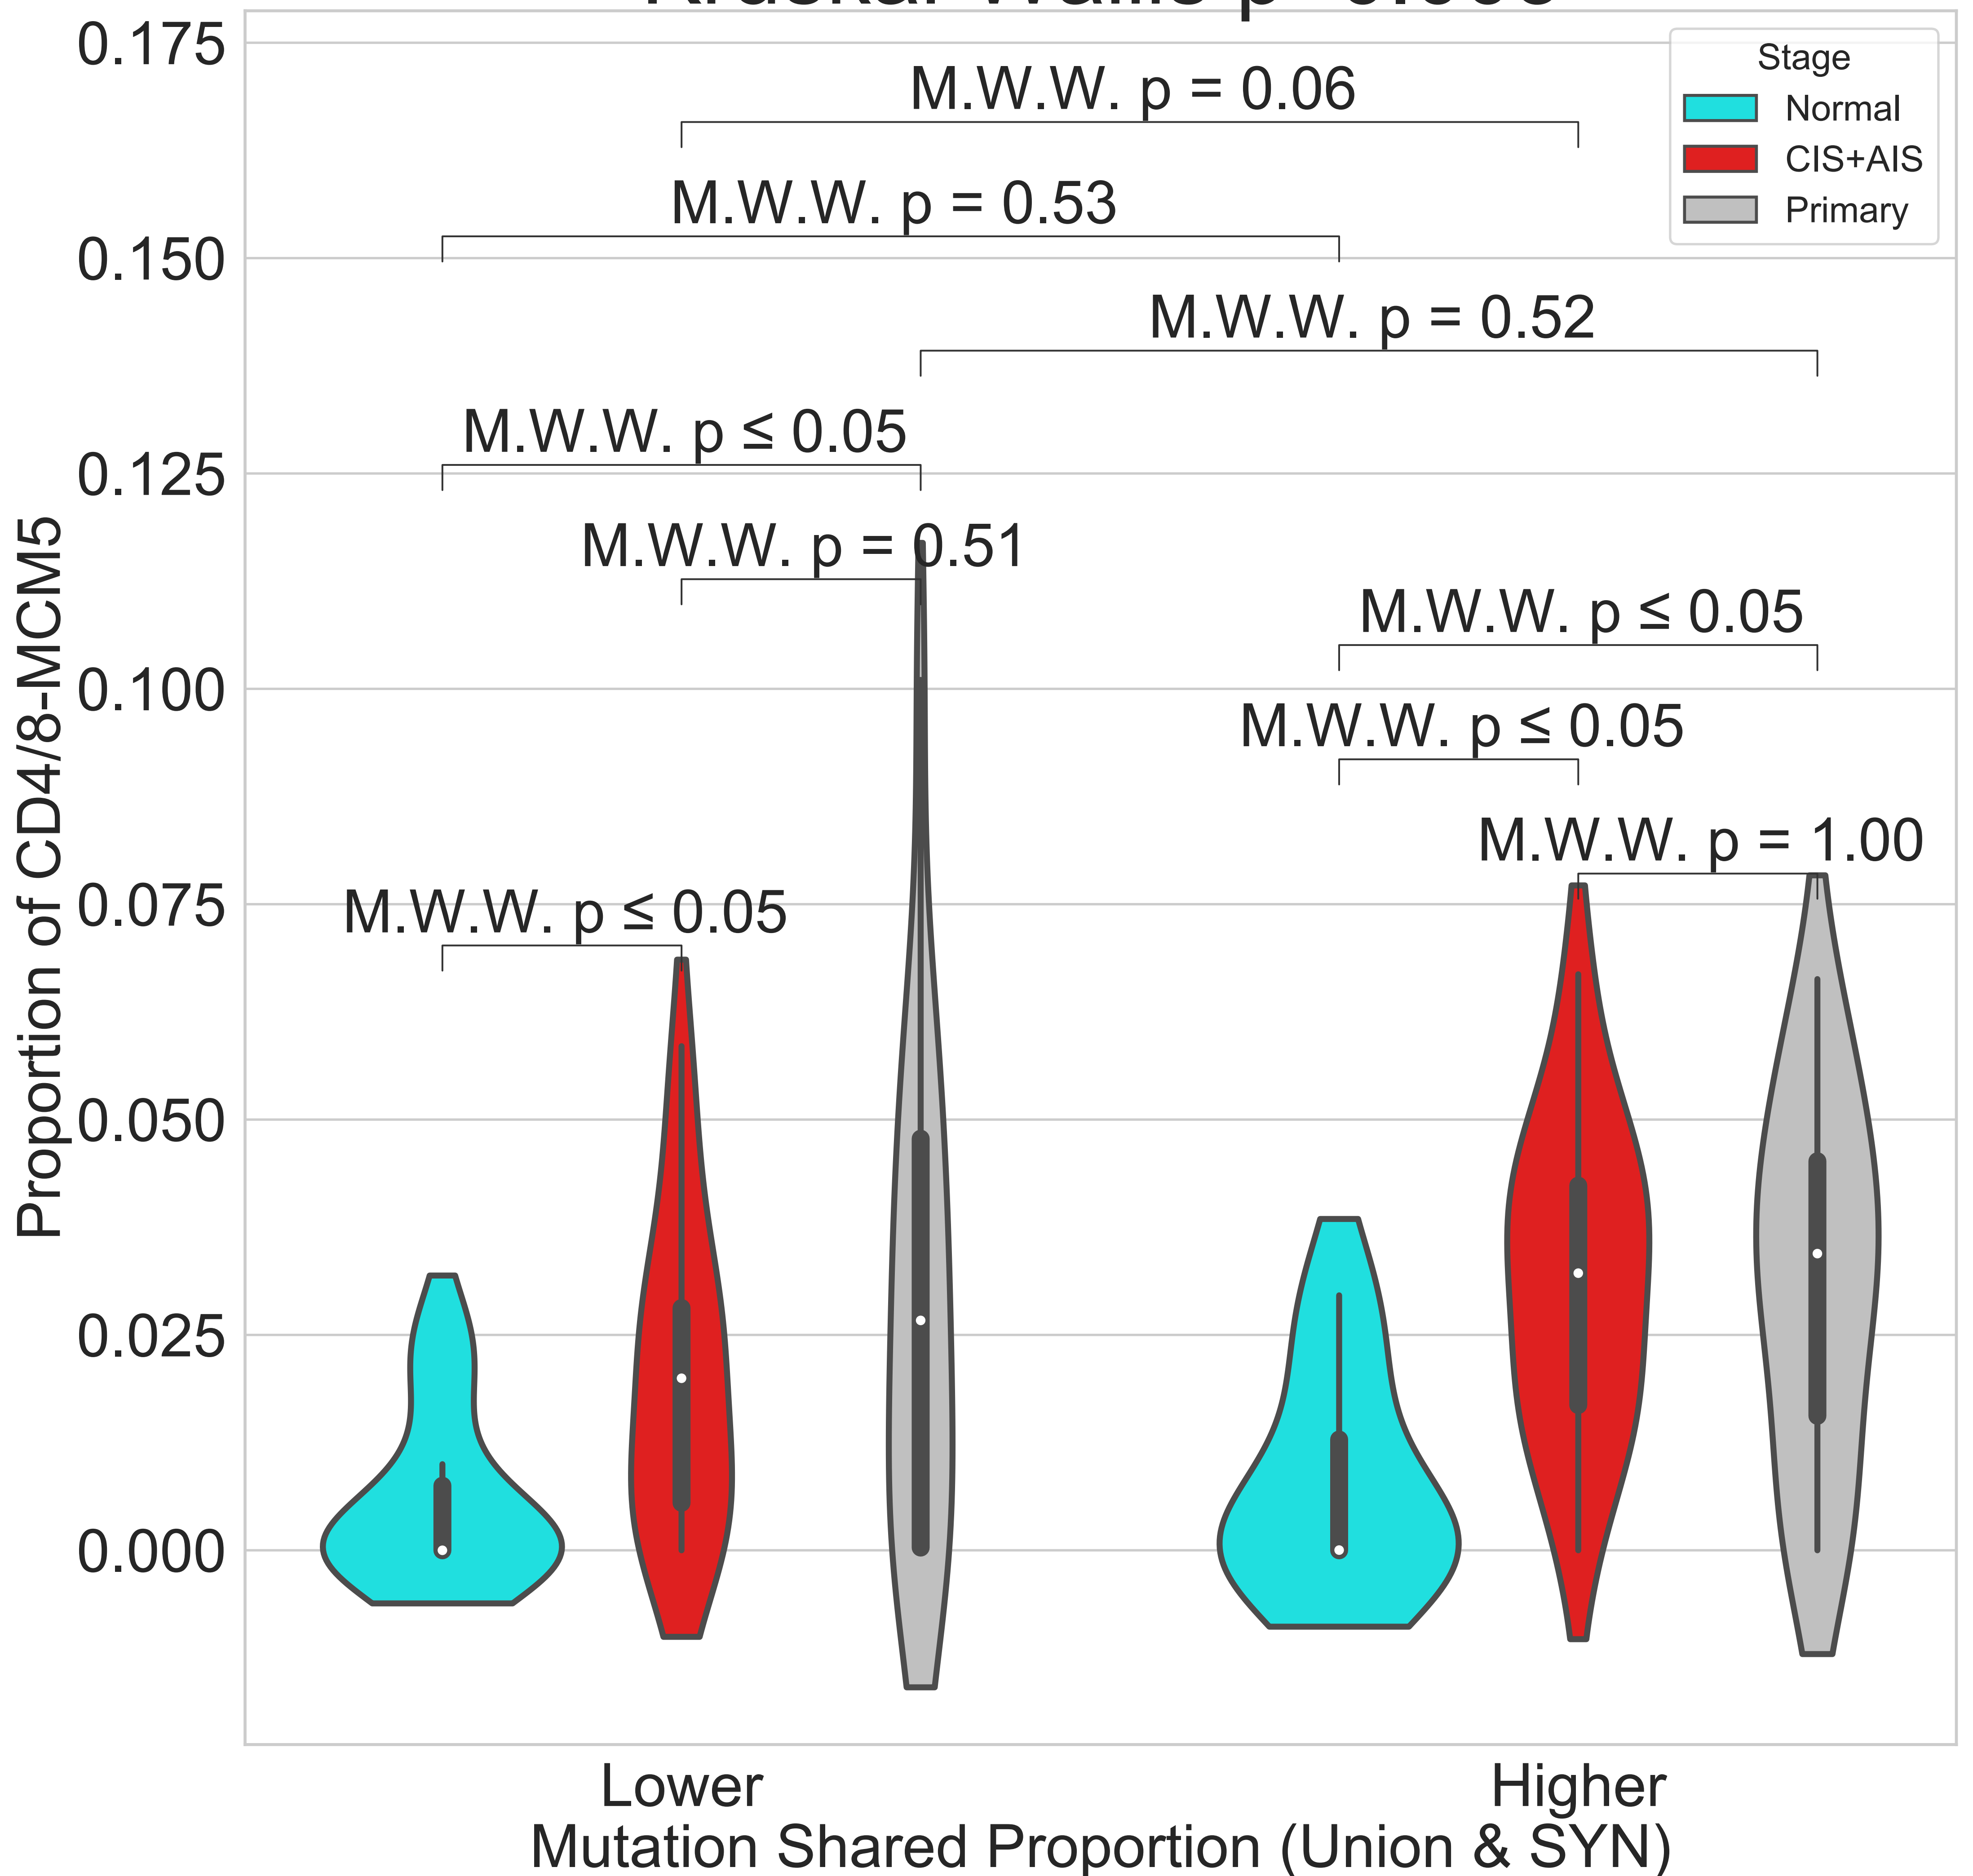 0.175
0.150
0.125
0.100
0.075
0.050
0.025
0.000
Proportion of CD4/8-MCM5
Stage
Normal
CIS+AIS
Primary
M.W.W. p = 0.06
M.W.W. p = 0.53
M.W.W. p = 0.52
M.W.W. p ≤ 0.05
M.W.W. p = 0.51
M.W.W. p ≤ 0.05
M.W.W. p ≤ 0.05
M.W.W. p = 1.00
M.W.W. p ≤ 0.05
Lower
Higher
Mutation Shared Proportion (Union & SYN)